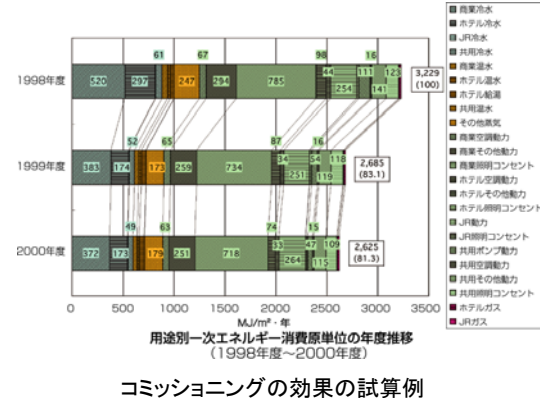 61
67
98
16
1998年度
520
297
247
294
785
44
254
111
141
123
3,229
(100)
52
65
87
16
1999年度
383
174
173
259
734
34
251
54
119
118
2,685
(83.1)
49
63
74
15
2000年度
372
173
179
251
718
33
264
47
115
109
2,625
(81.3)
0
500
1000
1500
2000
2500
3000
3500
MJ/m²・年
商業冷水
ホテル冷水
JR冷水
共用冷水
商業温水
ホテル温水
ホテル給湯
共用温水
その他蒸気
商業空調動力
商業その他動力
商業照明コンセント
ホテル空調動力
ホテルその他動力
ホテル照明コンセント
JR動力
JR照明コンセント
共用ポンプ動力
共用空調動力
共用その他動力
共用照明コンセント
ホテルガス
JRガス
用途別一次エネルギー消費原単位の年度推移
(1998年度～2000年度)
コミッショニングの効果の試算例